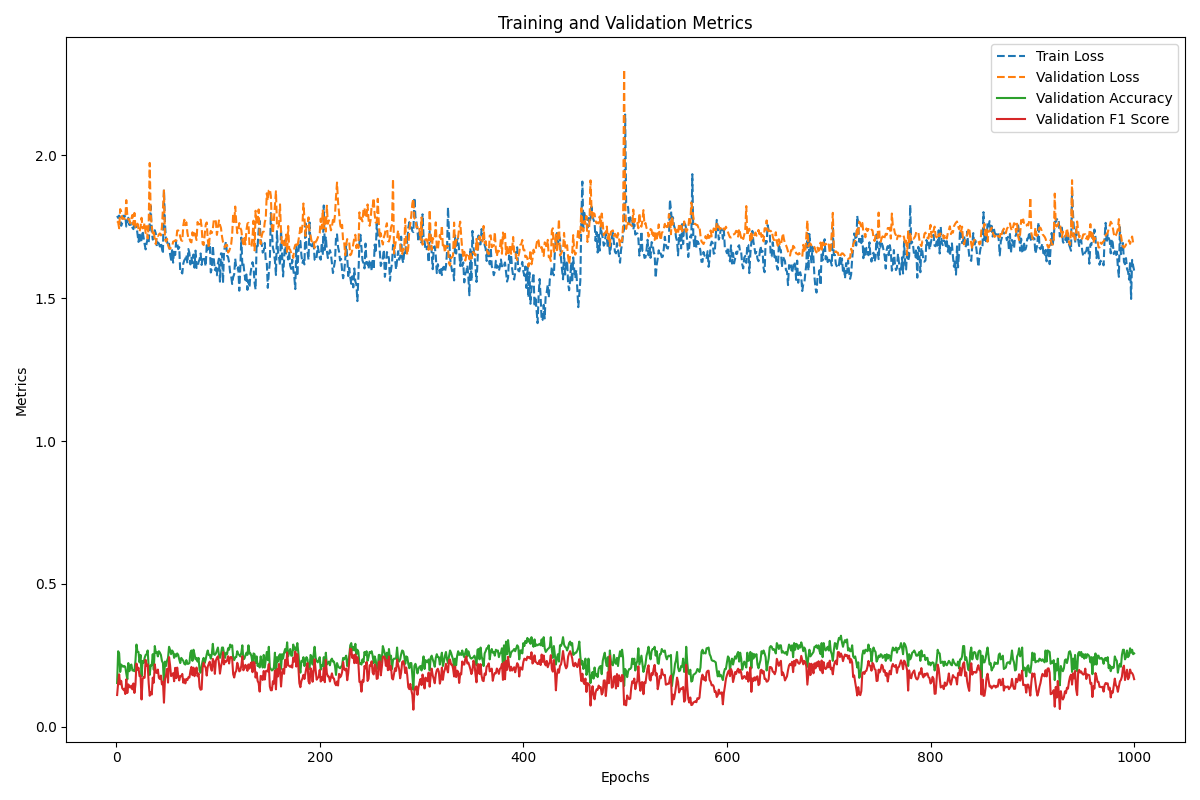 Training and Validation Metrics
Train Loss
Validation Loss
Validation Accuracy
Validation F1 Score
Metrics
2.0
1.5
1.0
0.5
0.0
0 200 400 600 800 1000
Epochs